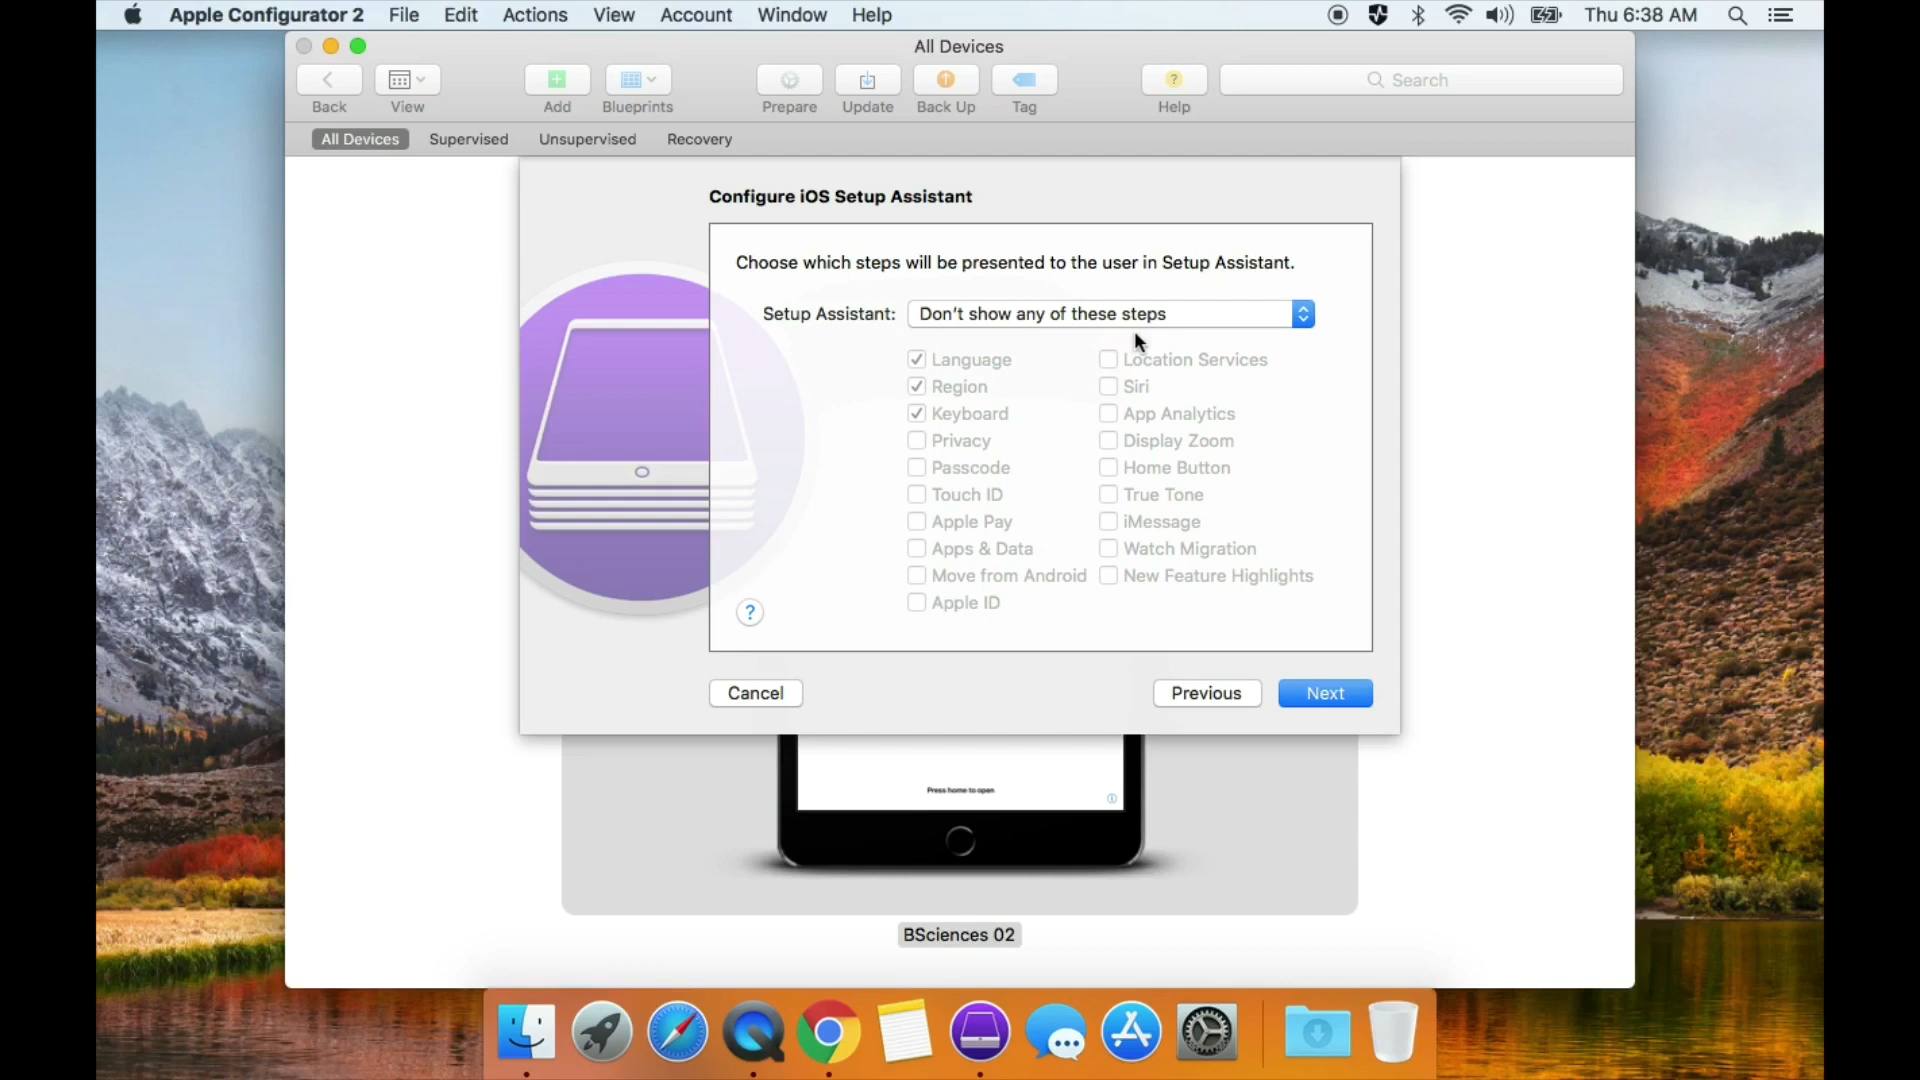 Apple Configurator 2 File Edit Actions View Account Window Help Thu 6:38 AM
All Devices
Search
Back View Add Blueprints Prepare Update Back Up Tag Help
All Devices Supervised Unsupervised Recovery
Configure iOS Setup Assistant
Choose which steps will be presented to the user in Setup Assistant.
Setup Assistant: Don't show any of these steps
Language Location Services
Region Siri
Keyboard App Analytics
Privacy Display Zoom
Passcode Home Button
Touch ID True Tone
Apple Pay iMessage
Apps & Data Watch Migration
Move from Android New Feature Highlights
Apple ID
?
Cancel Previous Next
Press home to open
BSciences 02